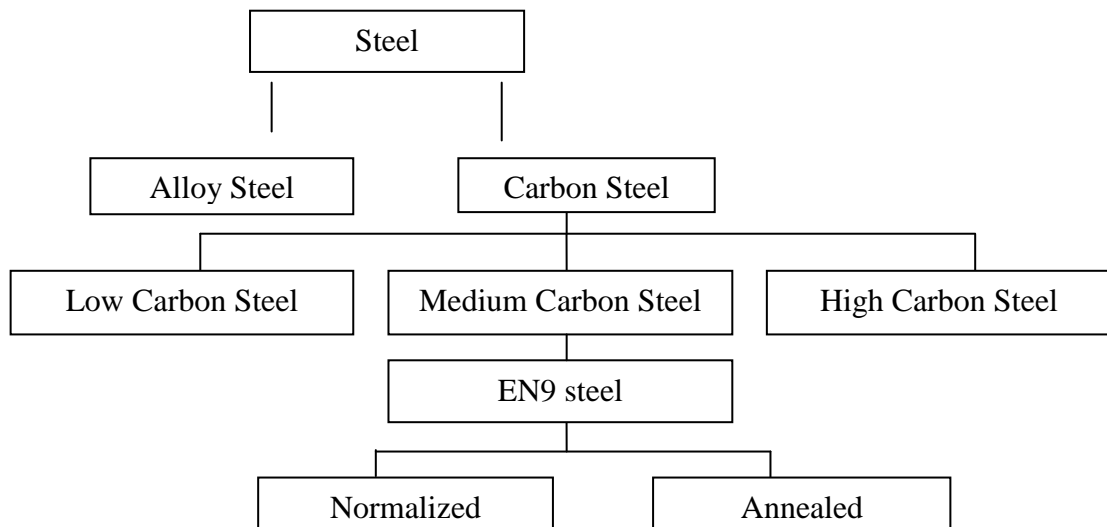 Steel
Alloy Steel
Carbon Steel
Low Carbon Steel
Medium Carbon Steel
High Carbon Steel
EN9 steel
Normalized
Annealed